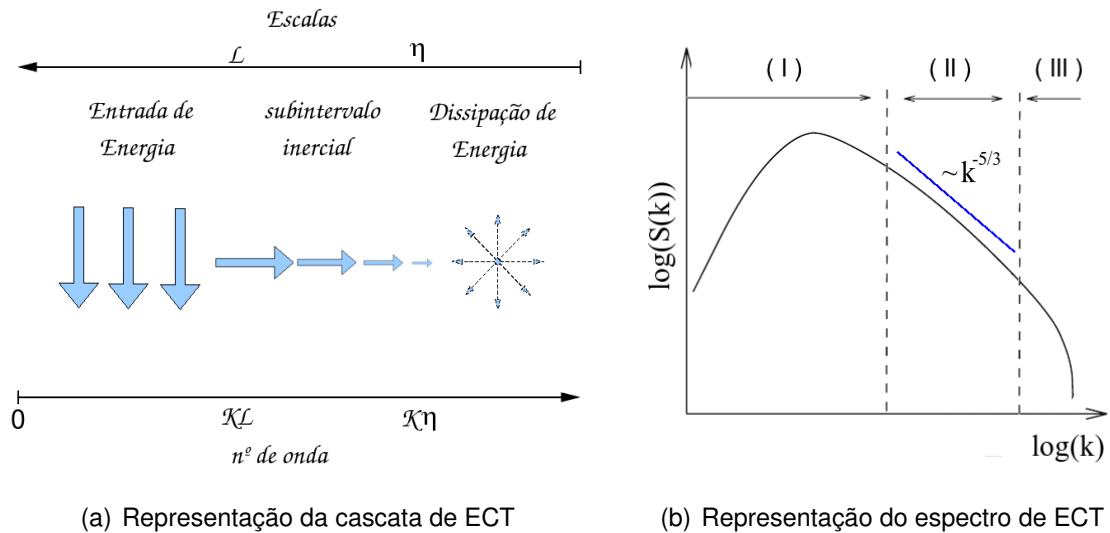 Escalas
L η
Entrada de Energia
subintervalo inercial
Dissipação de Energia
0 KL Kη
nº de onda
(a) Representação da cascata de ECT
( I ) ( II ) ( III )
~k^-5/3
log(S(k))
log(k)
(b) Representação do espectro de ECT